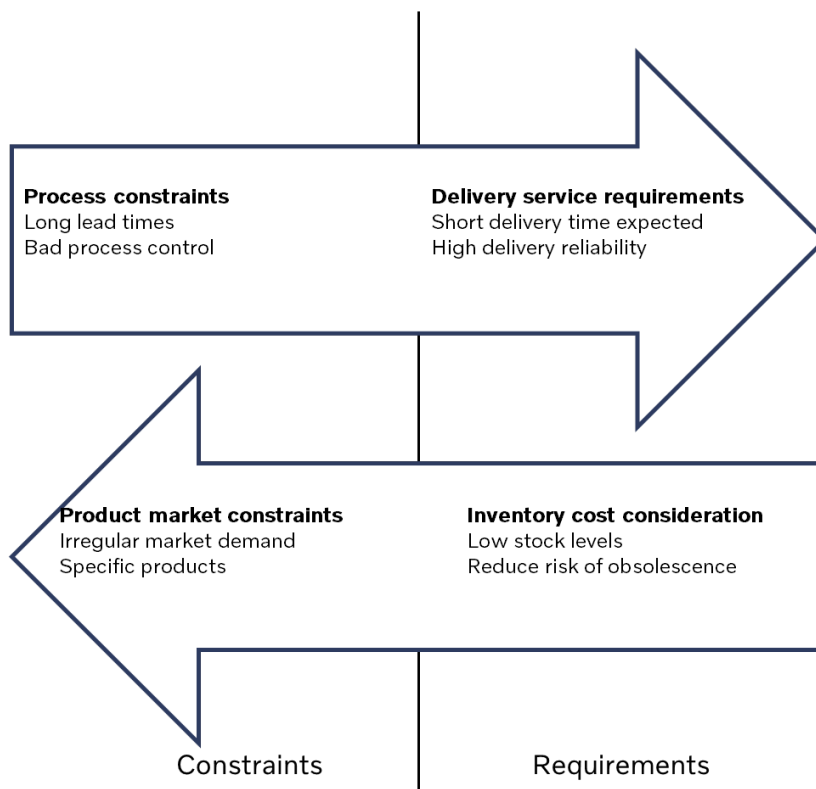 Process constraints
Long lead times
Bad process control
Delivery service requirements
Short delivery time expected
High delivery reliability
Product market constraints
Irregular market demand
Specific products
Inventory cost consideration
Low stock levels
Reduce risk of obsolescence
Constraints
Requirements